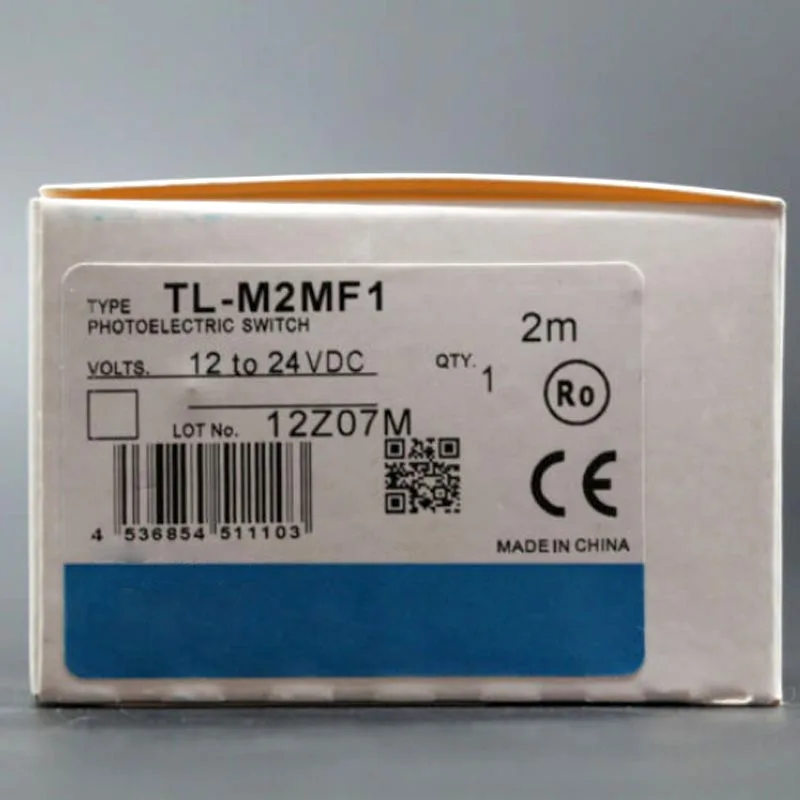 TYPE TL-M2MF1
PHOTOELECTRIC SWITCH
2m
VOLTS. 12 to 24VDC QTY. 1
Ro
LOT No. 12Z07M
CE
4 536854 511103
MADE IN CHINA